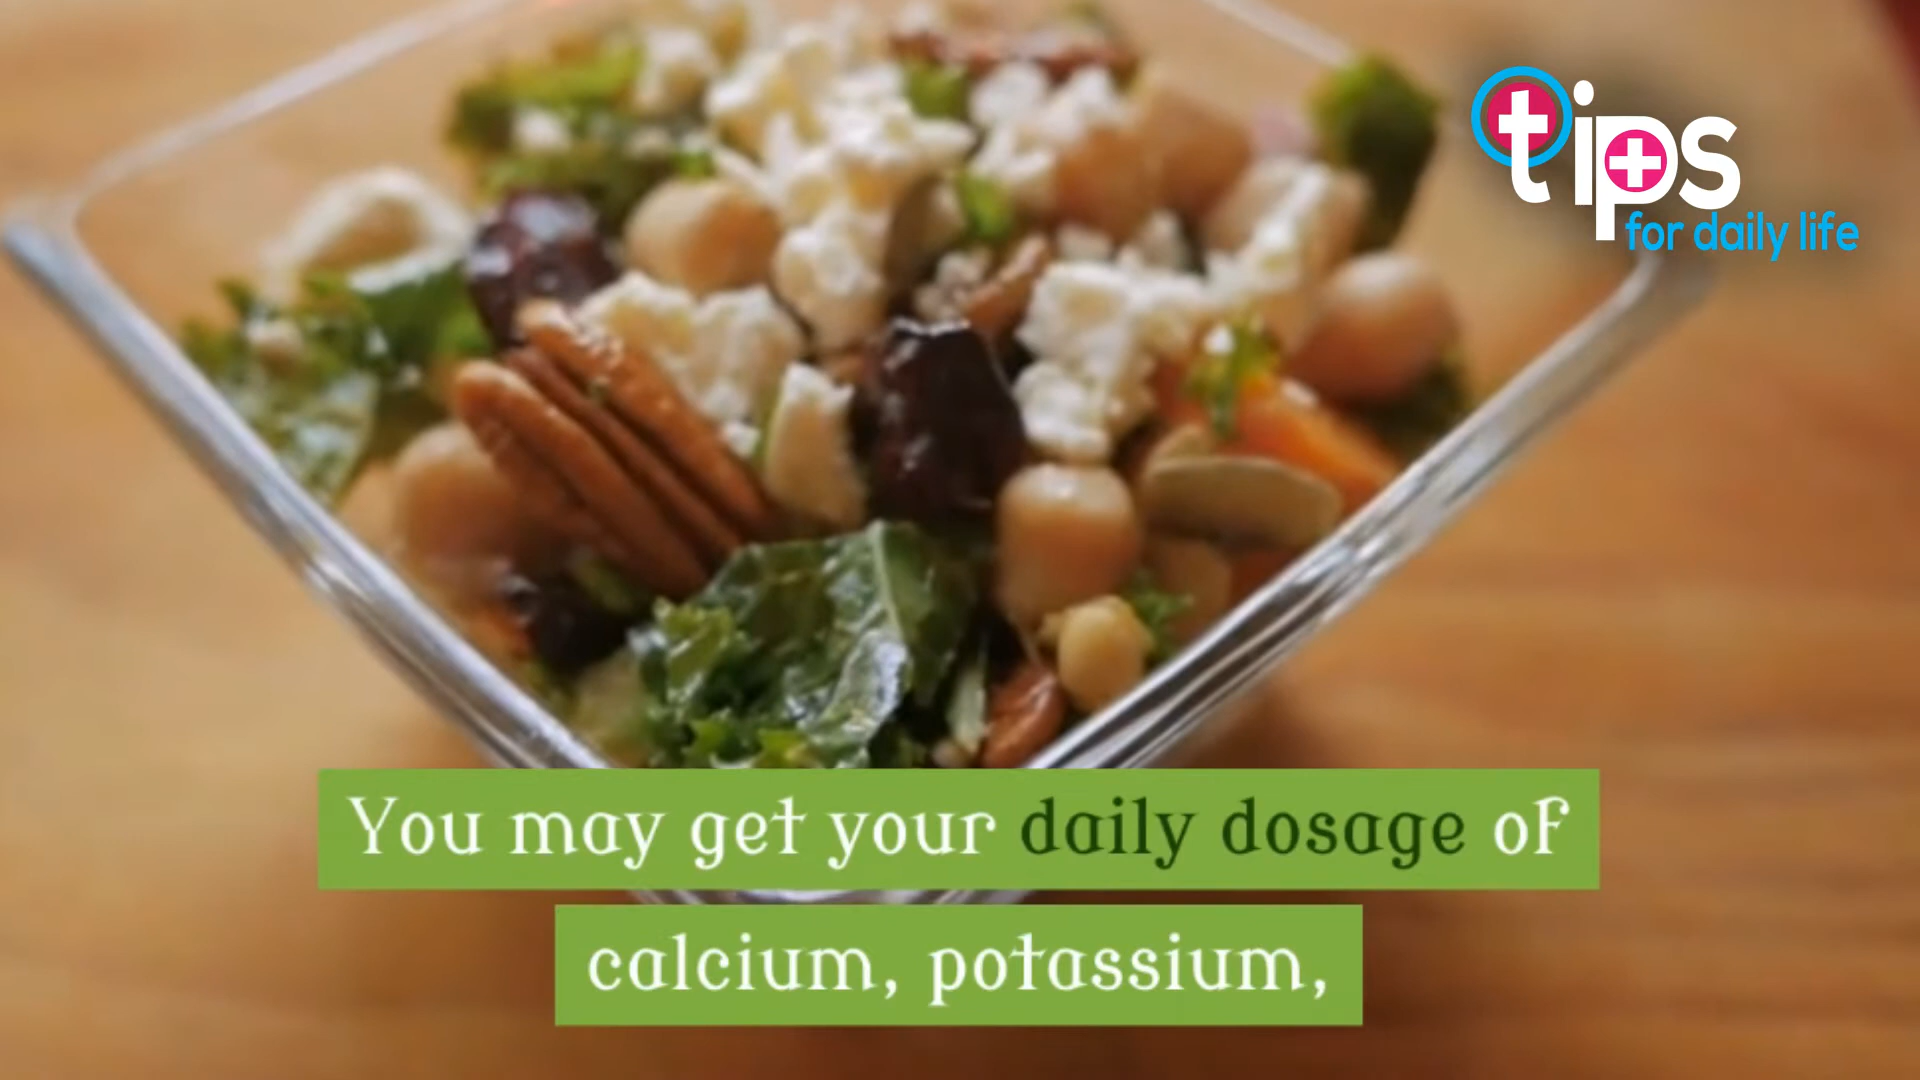 tips
for daily life
You may get your daily dosage of
calcium, potassium,